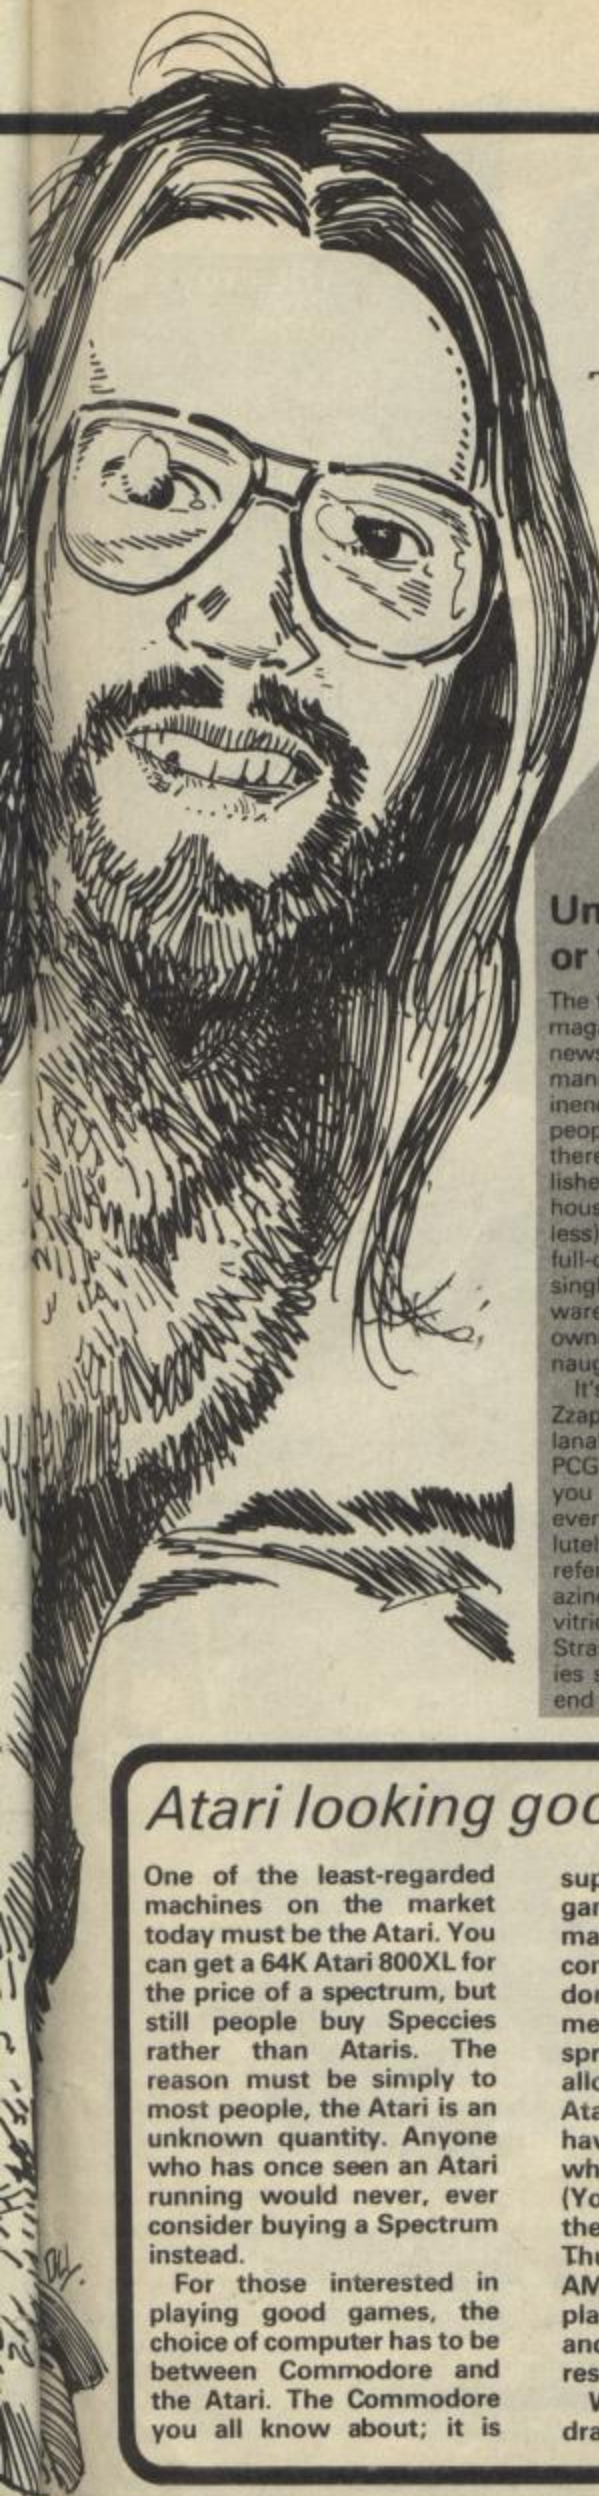 Un
or
The
mag
news
man
inen
peop
there
lishe
hous
less)
full-
singl
ware
own
naug
It's
Zzap
lana
PCG
you
ever
lutel
refer
azine
vitri
Stra
ies s
end
Atari looking goo
One of the least-regarded
machines on the market
today must be the Atari. You
can get a 64K Atari 800XL for
the price of a spectrum, but
still people buy Speccies
rather than Ataris. The
reason must be simply to
most people, the Atari is an
unknown quantity. Anyone
who has once seen an Atari
running would never, ever
consider buying a Spectrum
instead.
For those interested in
playing good games, the
choice of computer has to be
between Commodore and
the Atari. The Commodore
you all know about; it is
sup
gam
ma
com
don
me
spr
allo
Ata
hav
wh
(Yo
the
Thu
AM
pla
and
res
W
dra